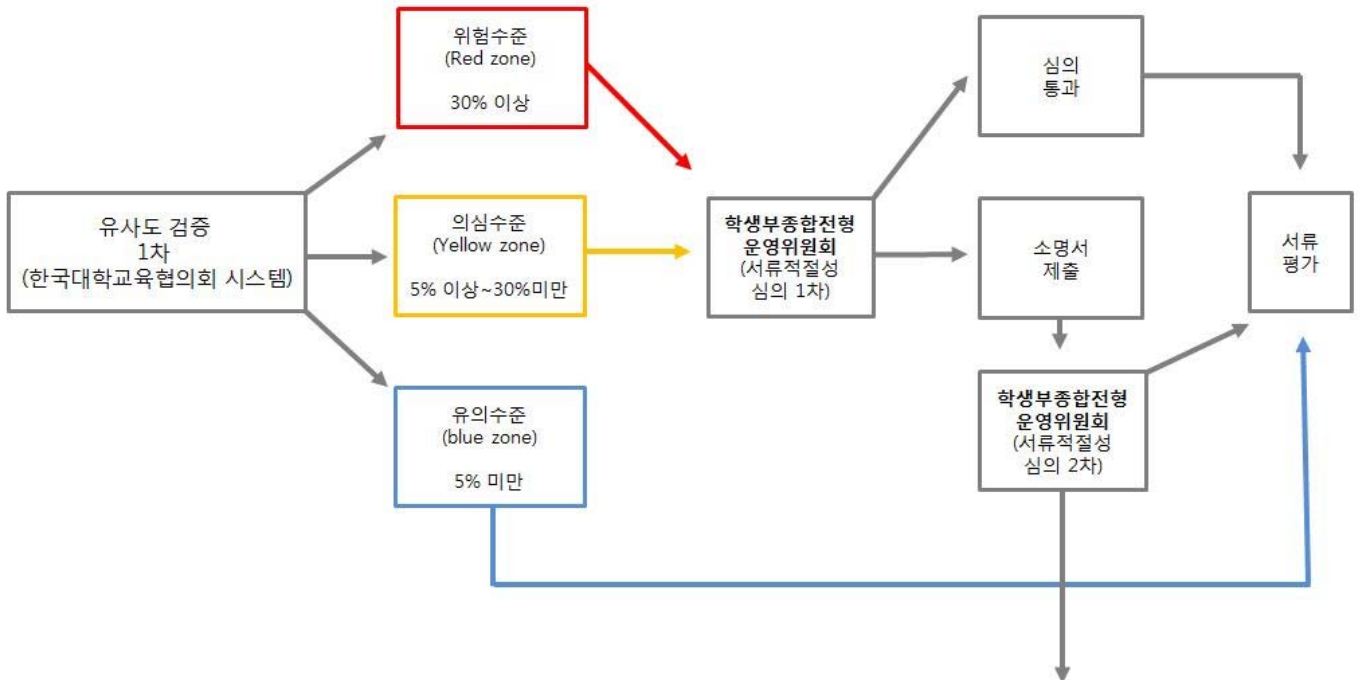 위험수준
(Red zone)
30% 이상
심의
통과
유사도 검증
1차
(한국대학교육협의회 시스템)
의심수준
(Yellow zone)
5% 이상~30%미만
학생부종합전형
운영위원회
(서류적절성
심의 1차)
소명서
제출
서류
평가
유의수준
(blue zone)
5% 미만
학생부종합전형
운영위원회
(서류적절성
심의 2차)